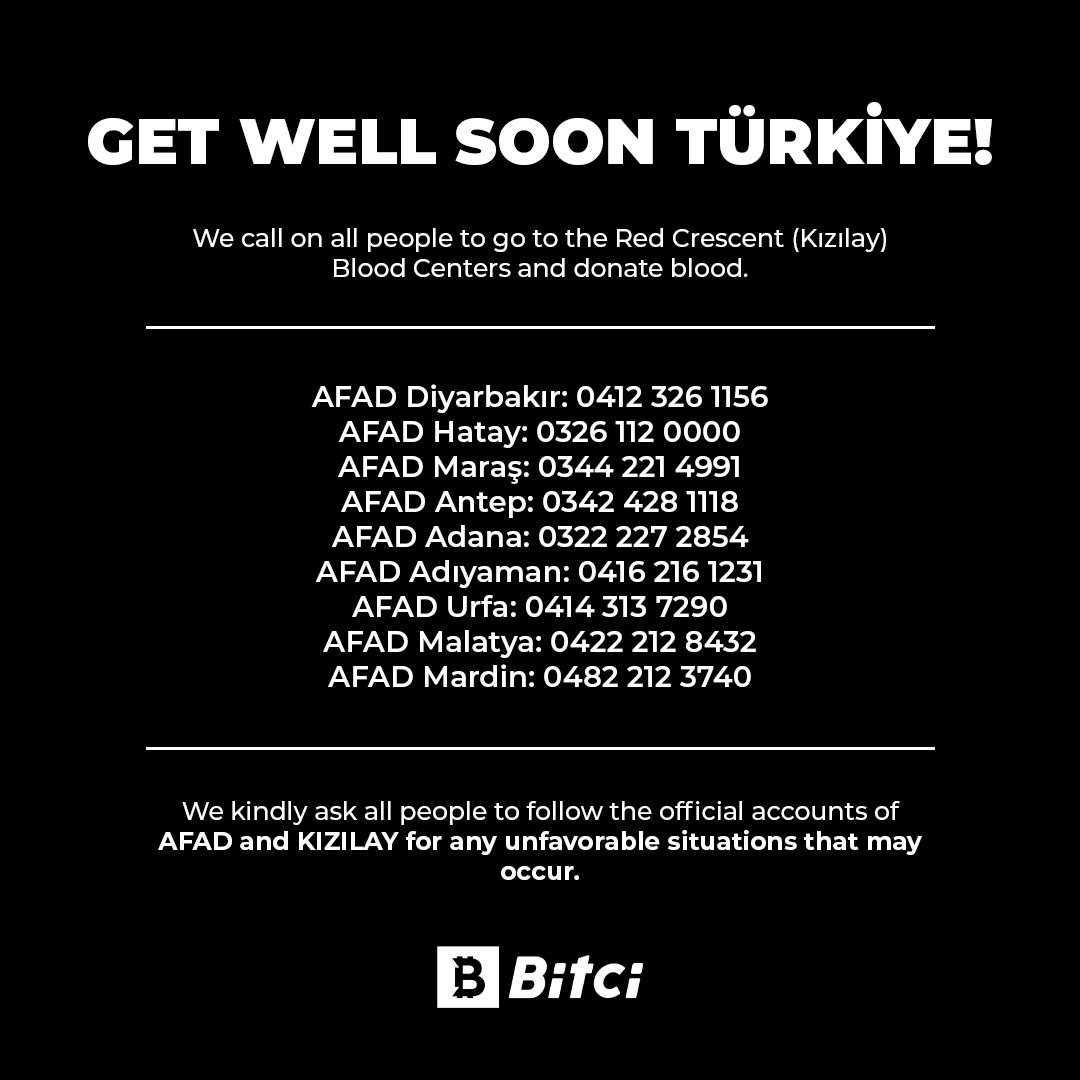 GET WELL SOON TÜRKİYE!
We call on all people to go to the Red Crescent (Kızılay)
Blood Centers and donate blood.
AFAD Diyarbakır: 0412 326 1156
AFAD Hatay: 0326 112 0000
AFAD Maraş: 0344 221 4991
AFAD Antep: 0342 428 1118
AFAD Adana: 0322 227 2854
AFAD Adıyaman: 0416 216 1231
AFAD Urfa: 0414 313 7290
AFAD Malatya: 0422 212 8432
AFAD Mardin: 0482 212 3740
We kindly ask all people to follow the official accounts of
AFAD and KIZILAY for any unfavorable situations that may
occur.
B Bitci